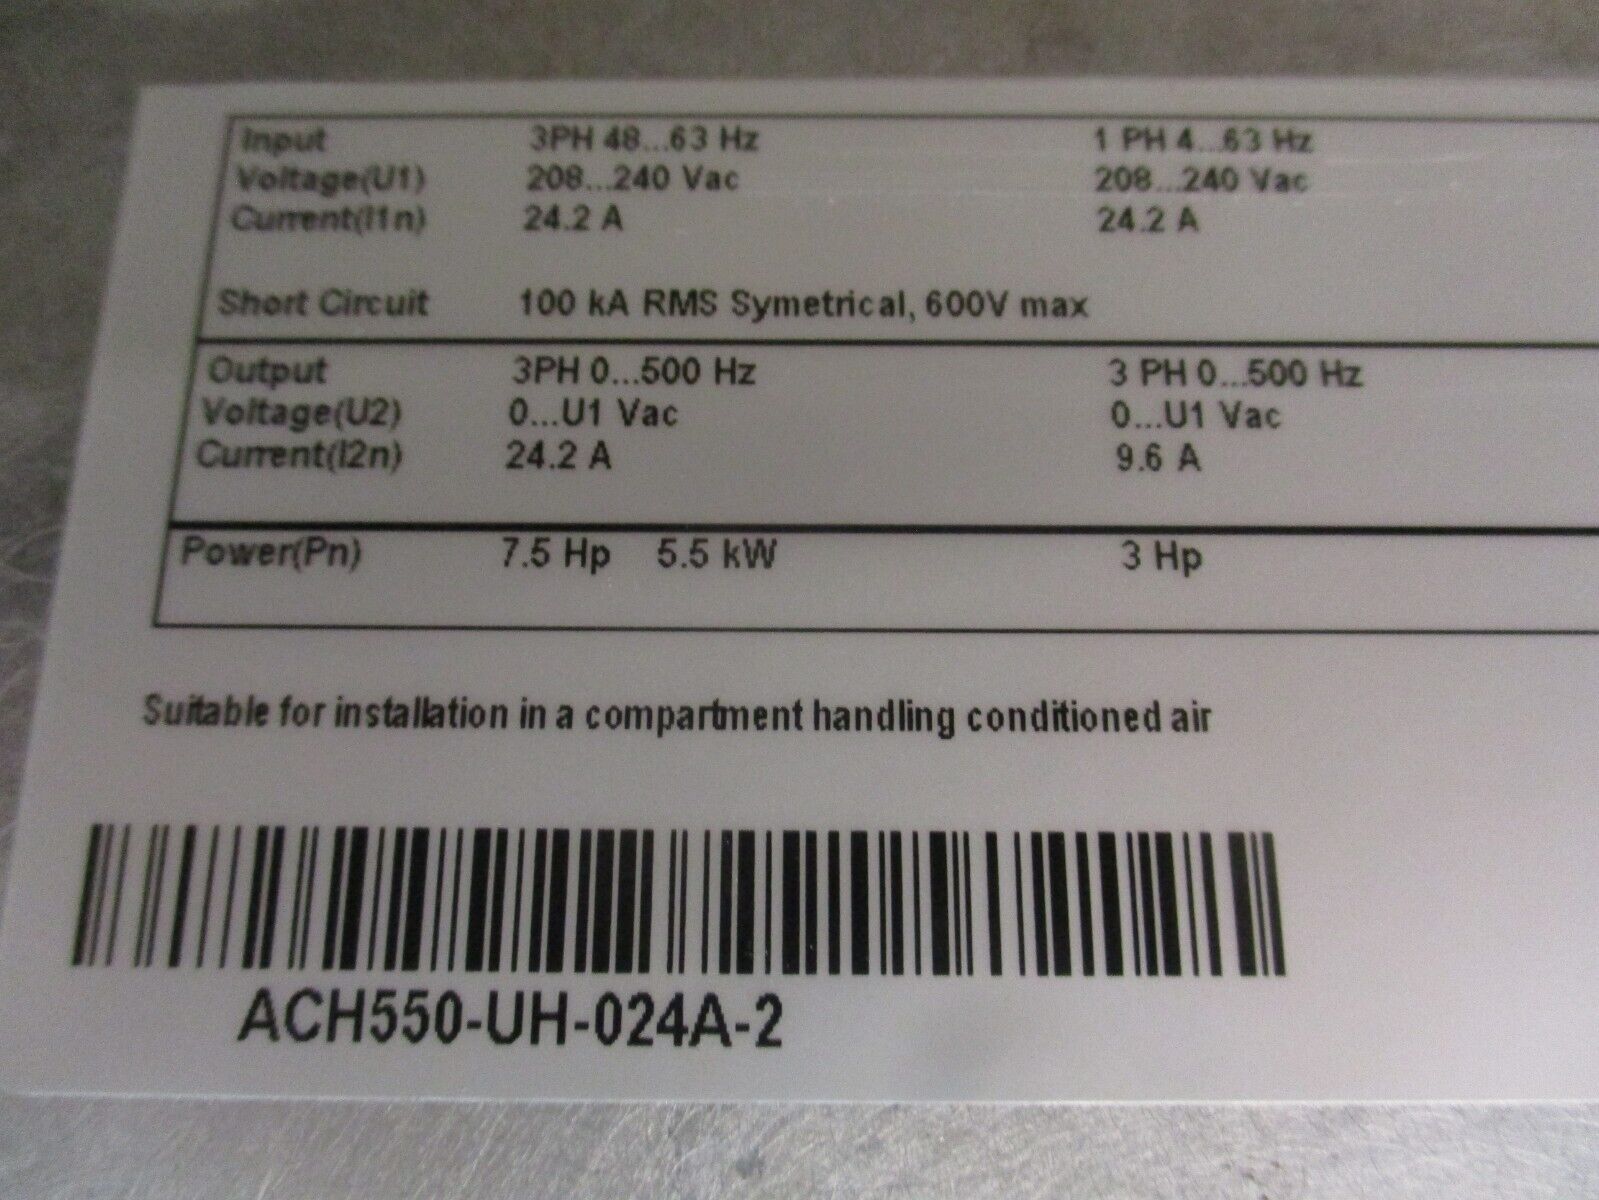 Input 3PH 48...63 Hz 1 PH 4...63 Hz
Voltage(U1) 208...240 Vac 208...240 Vac
Current(I1n) 24.2 A 24.2 A
Short Circuit 100 kA RMS Symetrical, 600V max
Output 3PH 0...500 Hz 3 PH 0...500 Hz
Voltage(U2) 0...U1 Vac 0...U1 Vac
Current(I2n) 24.2 A 9.6 A
Power(Pn) 7.5 Hp 5.5 kW 3 Hp
Suitable for installation in a compartment handling conditioned air
ACH550-UH-024A-2